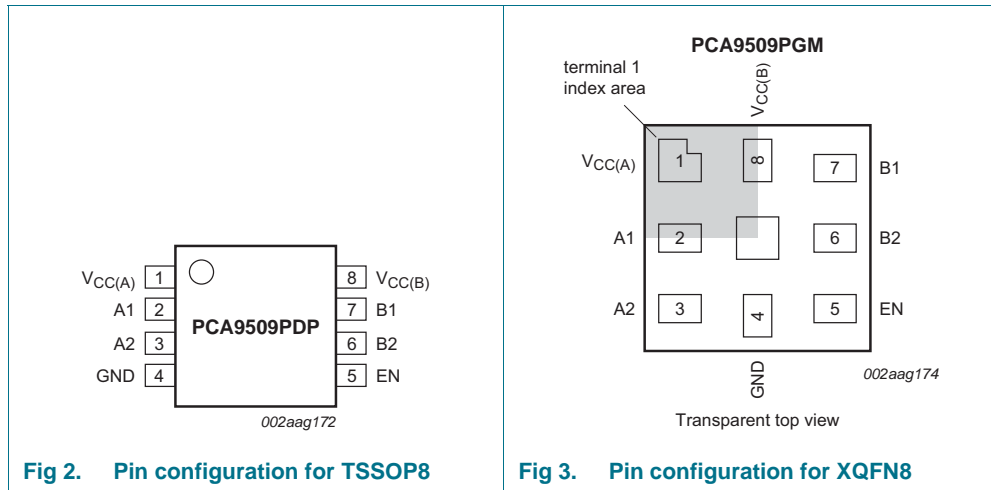 VCC(A) 1
A1 2
A2 3
GND 4
PCA9509PDP
8 VCC(B)
7 B1
6 B2
5 EN
002aag172
Fig 2. Pin configuration for TSSOP8
PCA9509PGM
terminal 1
index area
VCC(B)
VCC(A) 1 8 7 B1
A1 2 6 B2
A2 3 4 5 EN
GND
002aag174
Transparent top view
Fig 3. Pin configuration for XQFN8